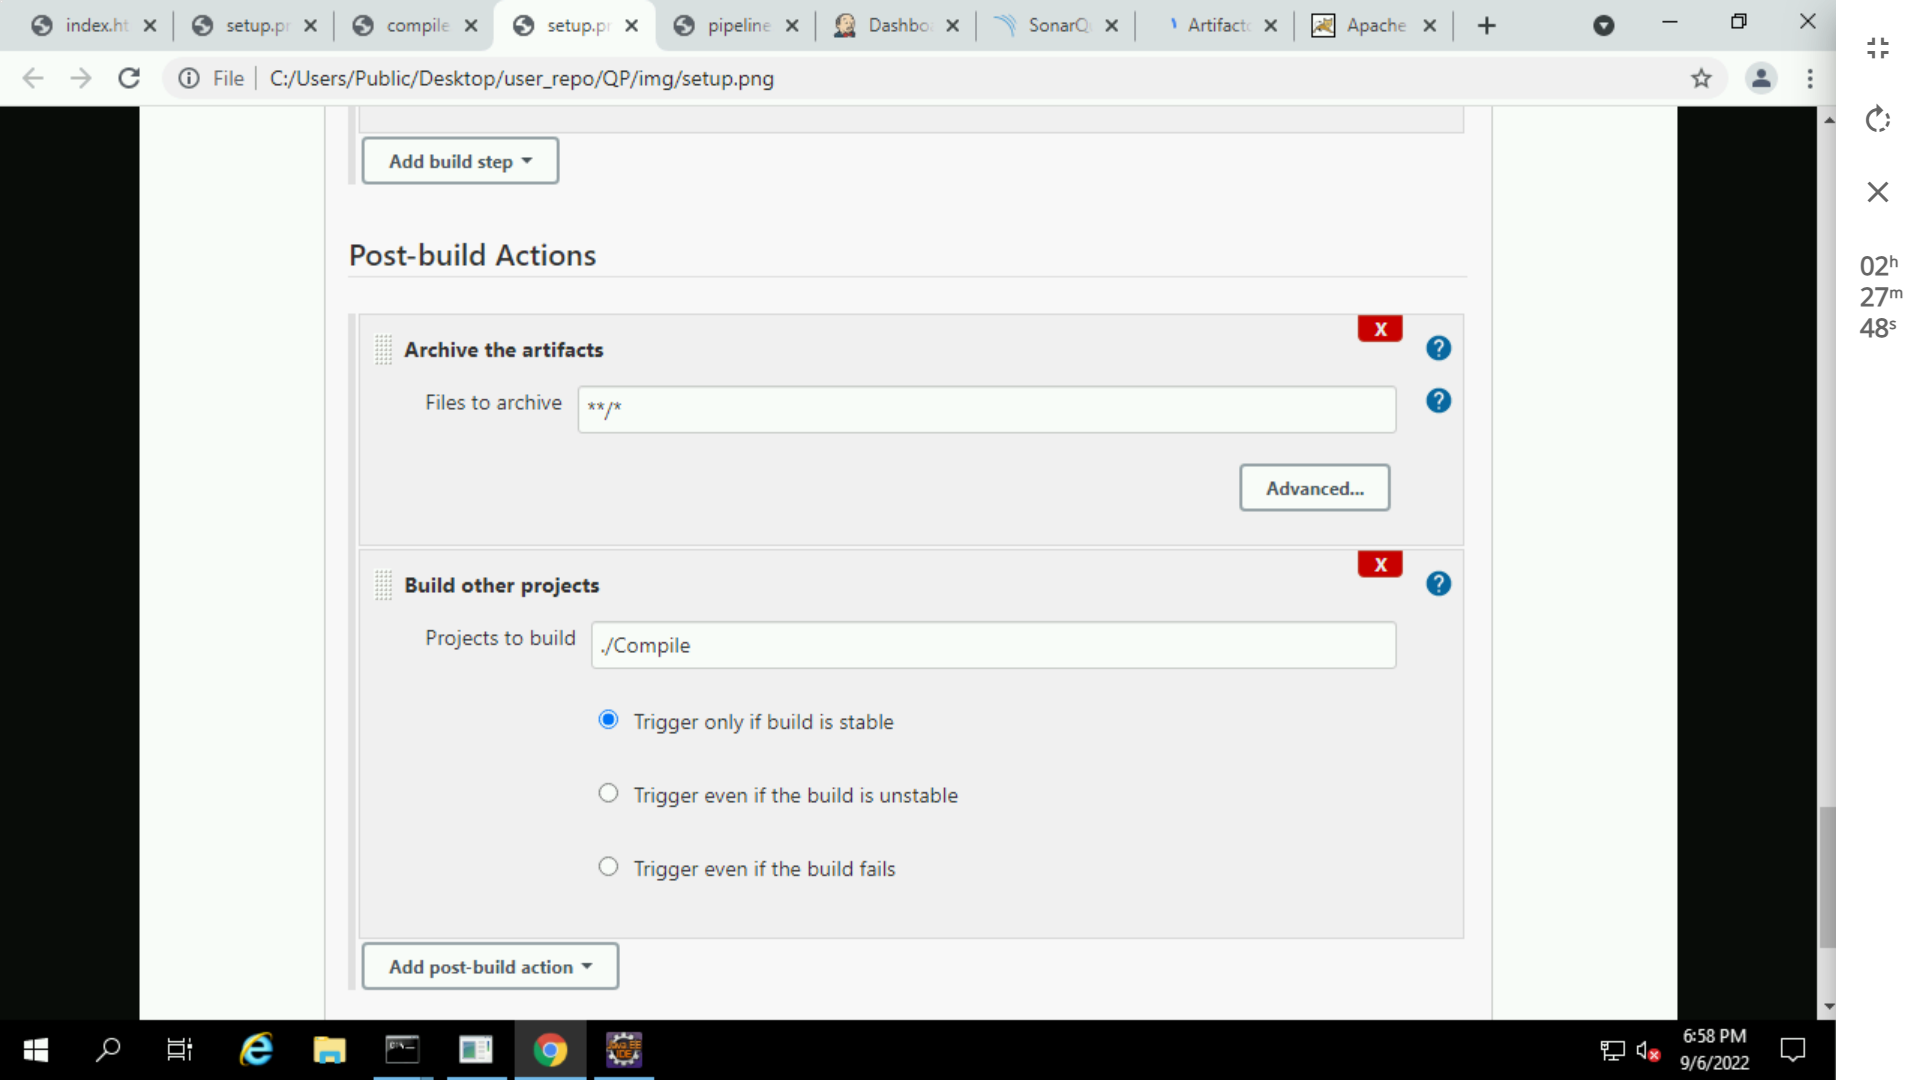 index.ht
setup.pr
compile
setup.pr
pipeline
Dashbo
SonarQ
Artifact
Apache
File
C:/Users/Public/Desktop/user_repo/QP/img/setup.png
02h
27m
48s
Add build step
Post-build Actions
X
Archive the artifacts
?
Files to archive
**/*
?
Advanced...
X
Build other projects
?
Projects to build
./Compile
Trigger only if build is stable
Trigger even if the build is unstable
Trigger even if the build fails
Add post-build action
6:58 PM
9/6/2022